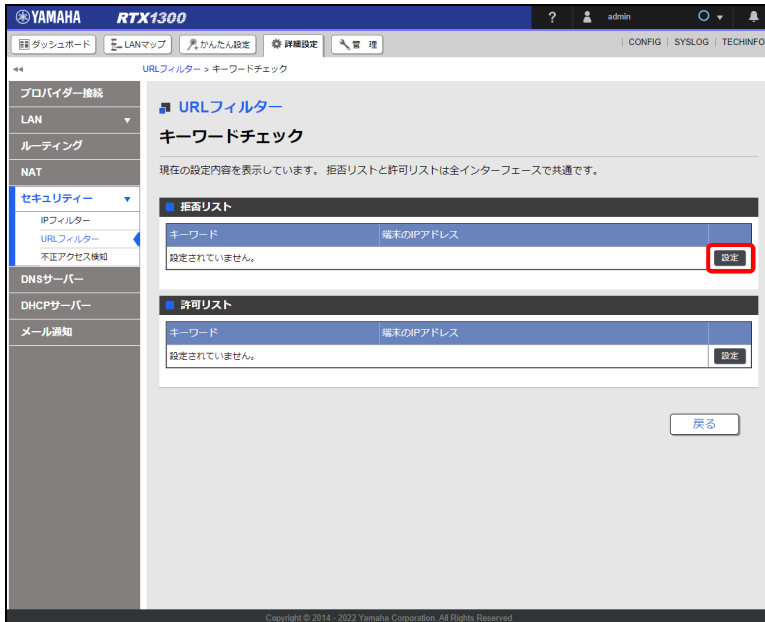 YAMAHA RTX1300 ? admin
ダッシュボード LANマップ かんたん設定 詳細設定 管 理 CONFIG SYSLOG TECHINFO
URLフィルター > キーワードチェック
プロバイダー接続
LAN
ルーティング
NAT
セキュリティー
IPフィルター
URLフィルター
不正アクセス検知
DNSサーバー
DHCPサーバー
メール通知
URLフィルター
キーワードチェック
現在の設定内容を表示しています。 拒否リストと許可リストは全インターフェースで共通です。
拒否リスト
キーワード 端末のIPアドレス
設定されていません。 設定
許可リスト
キーワード 端末のIPアドレス
設定されていません。 設定
戻る
Copyright © 2014 - 2022 Yamaha Corporation. All Rights Reserved.